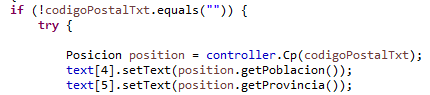 if (!codigoPostalTxt.equals("")) {
try {
Posicion position = controller.Cp(codigoPostalTxt);
text[4].setText(position.getPoblacion());
text[5].setText(position.getProvincia());